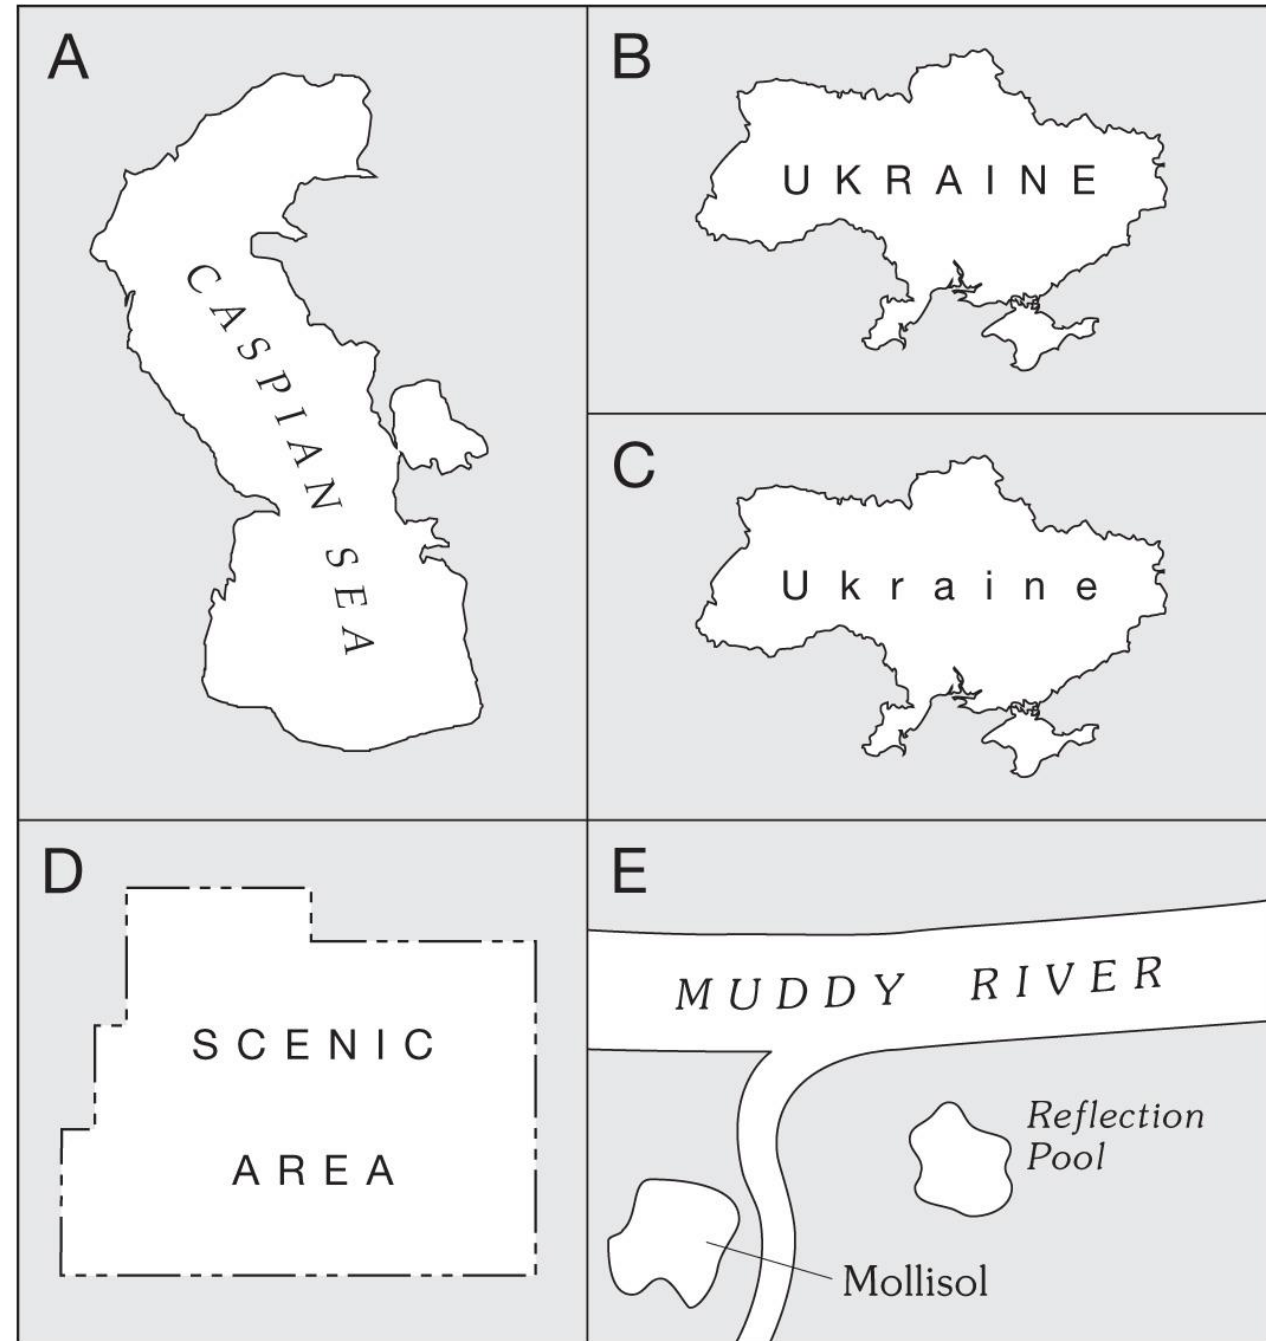 A
CASPIAN SEA
B
UKRAINE
C
Ukraine
D
SCENIC
AREA
E
MUDDY RIVER
Reflection
Pool
Mollisol